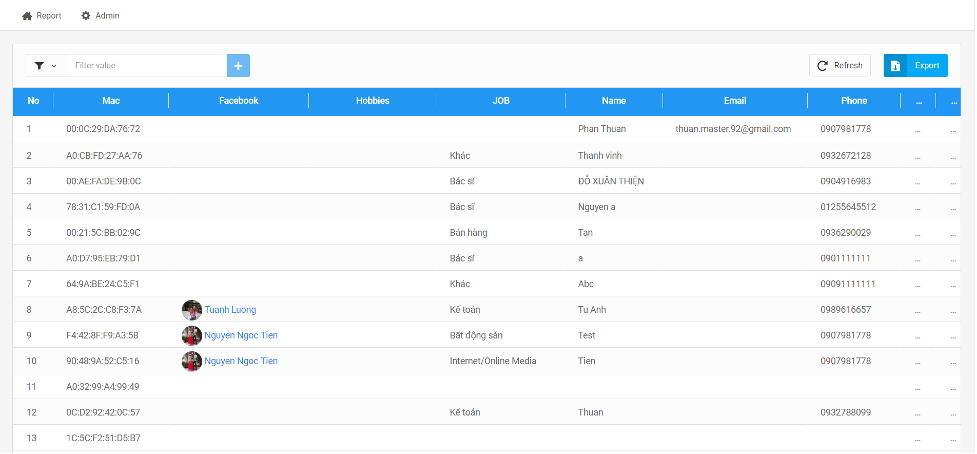 Report Admin
Filter value + Refresh Export
No Mac Facebook Hobbies JOB Name Email Phone ... ...
1 00:0C:29:DA:76:72 Phan Thuan thuan.master.92@gmail.com 0907981778 ... ...
2 A0:CB:FD:27:AA:76 Khác Thanh vinh 0932672128 ... ...
3 00:AE:FA:DE:9B:0C Bác sĩ ĐỖ XUÂN THIỆN 0904916983 ... ...
4 78:31:C1:59:FD:0A Bác sĩ Nguyen a 01255645512 ... ...
5 00:21:5C:BB:02:9C Bán hàng Tan 0936290029 ... ...
6 A0:D7:95:EB:79:D1 Bác sĩ a 0901111111 ... ...
7 64:9A:BE:24:C5:F1 Khác Abc 09091111111 ... ...
8 A8:5C:2C:C8:F3:7A Tuanh Luong Kế toán Tu Anh 0989616657 ... ...
9 F4:42:8F:F9:A3:58 Nguyen Ngoc Tien Bất động sản Test 0907981778 ... ...
10 90:48:9A:52:C5:16 Nguyen Ngoc Tien Internet/Online Media Tien 0907981778 ... ...
11 A0:32:99:A4:99:49 ... ...
12 0C:D2:92:42:0C:57 Kế toán Thuan 0932788099 ... ...
13 1C:5C:F2:51:D5:B7 ... ...